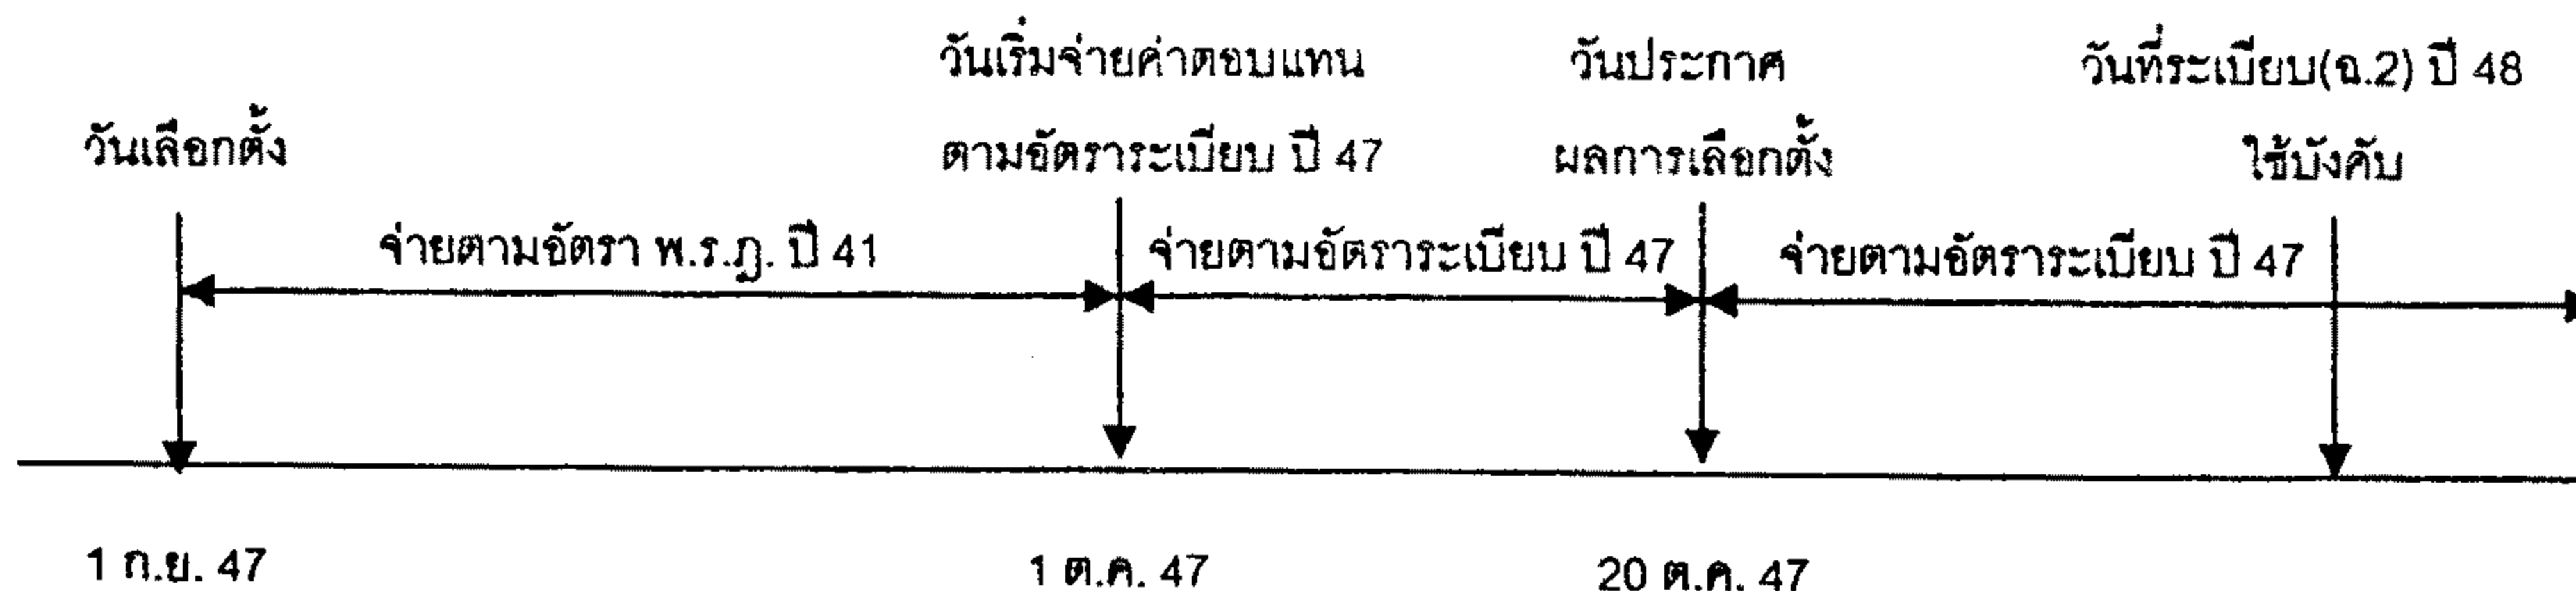 วันเริ่มจ่ายค่าตอบแทน วันประกาศ วันที่ระเบียบ(ฉ.2) ปี 48
วันเลือกตั้ง ตามอัตราระเบียบ ปี 47 ผลการเลือกตั้ง ใช้บังคับ
จ่ายตามอัตรา พ.ร.ฎ. ปี 41 จ่ายตามอัตราระเบียบ ปี 47 จ่ายตามอัตราระเบียบ ปี 47
1 ก.ย. 47 1 ต.ค. 47 20 ต.ค. 47